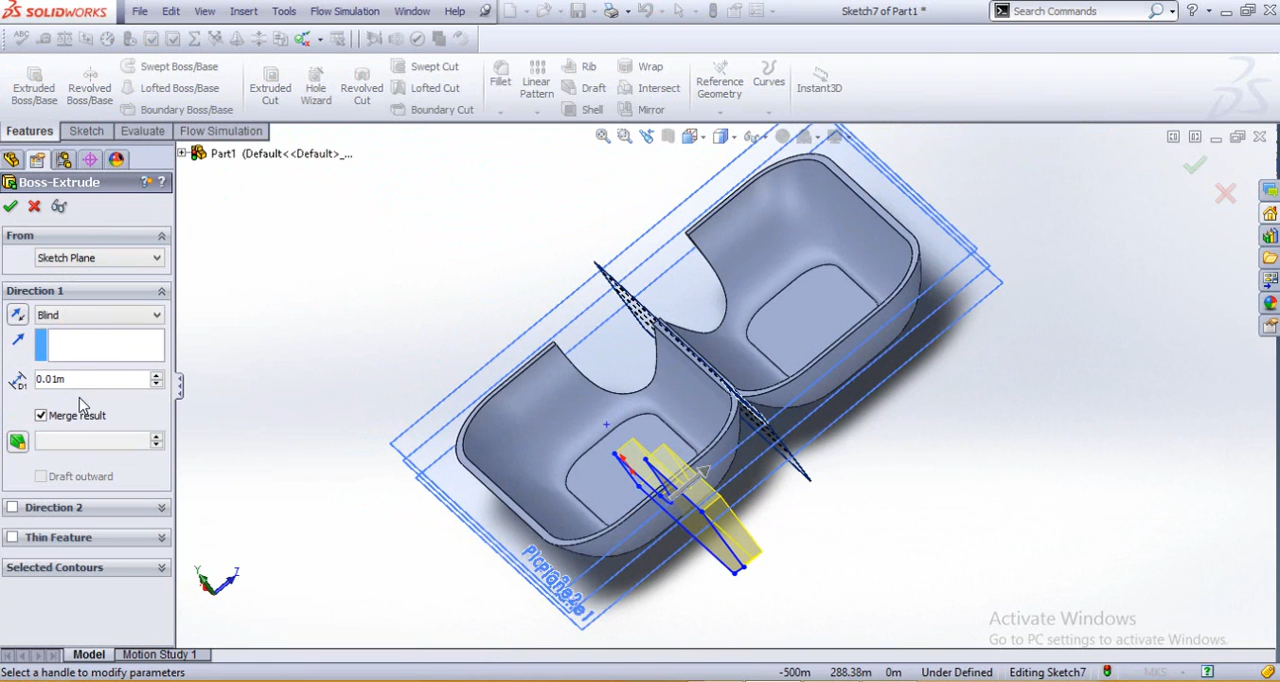 SOLIDWORKS File Edit View Insert Tools Flow Simulation Window Help Sketch7 of Part1 * Search Commands
Extruded Boss/Base
Revolved Boss/Base
Swept Boss/Base
Lofted Boss/Base
Boundary Boss/Base
Extruded Cut
Hole Wizard
Revolved Cut
Swept Cut
Lofted Cut
Boundary Cut
Fillet
Linear Pattern
Rib
Draft
Shell
Wrap
Intersect
Mirror
Reference Geometry
Curves
Instant3D
Features Sketch Evaluate Flow Simulation
Part1 (Default<<Default>_...
Boss-Extrude
From
Sketch Plane
Direction 1
Blind
0.01m
Merge result
Draft outward
Direction 2
Thin Feature
Selected Contours
Y Z
Activate Windows
Go to PC settings to activate Windows.
Model Motion Study 1
Select a handle to modify parameters -500m 288.38m 0m Under Defined Editing Sketch7 MKS